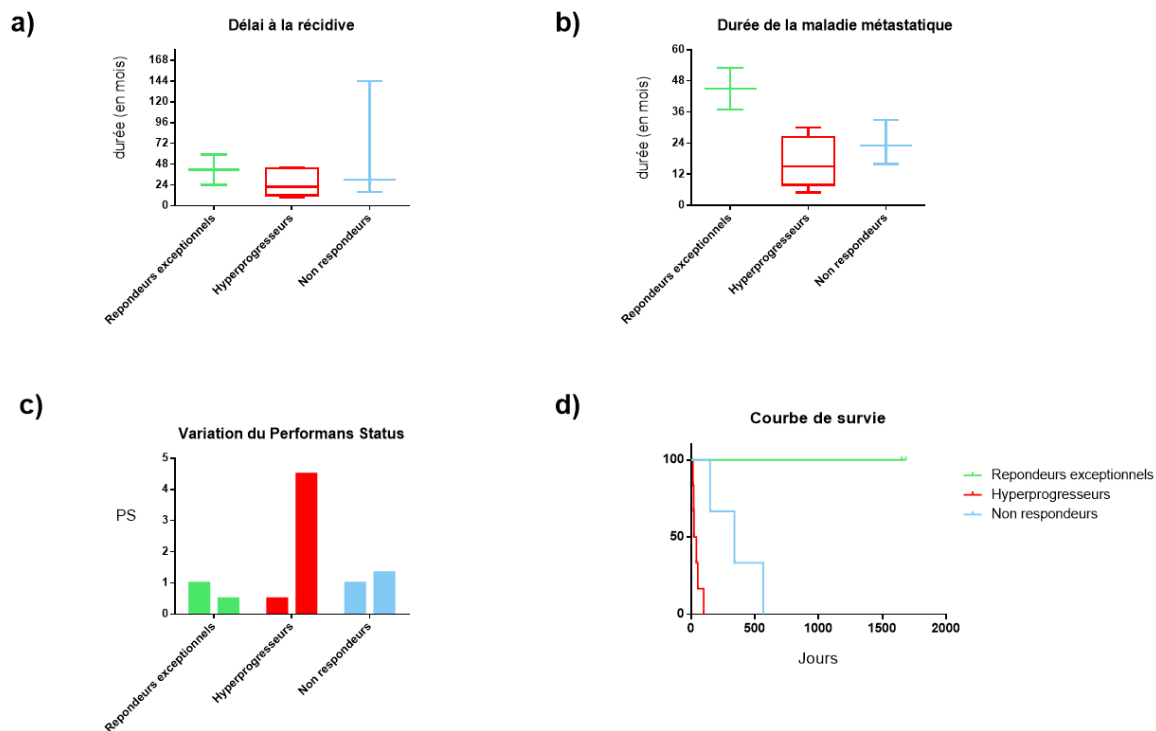 a)
Délai à la récidive
durée (en mois)
168
144
120
96
72
48
24
0
Repondeurs exceptionnels
Hyperprogresseurs
Non respondeurs
b)
Durée de la maladie métastatique
durée (en mois)
60
48
36
24
12
0
Repondeurs exceptionnels
Hyperprogresseurs
Non respondeurs
c)
Variation du Performans Status
PS
5
4
3
2
1
0
Repondeurs exceptionnels
Hyperprogresseurs
Non respondeurs
d)
Courbe de survie
100
50
0
0 500 1000 1500 2000
Jours
Repondeurs exceptionnels
Hyperprogresseurs
Non respondeurs